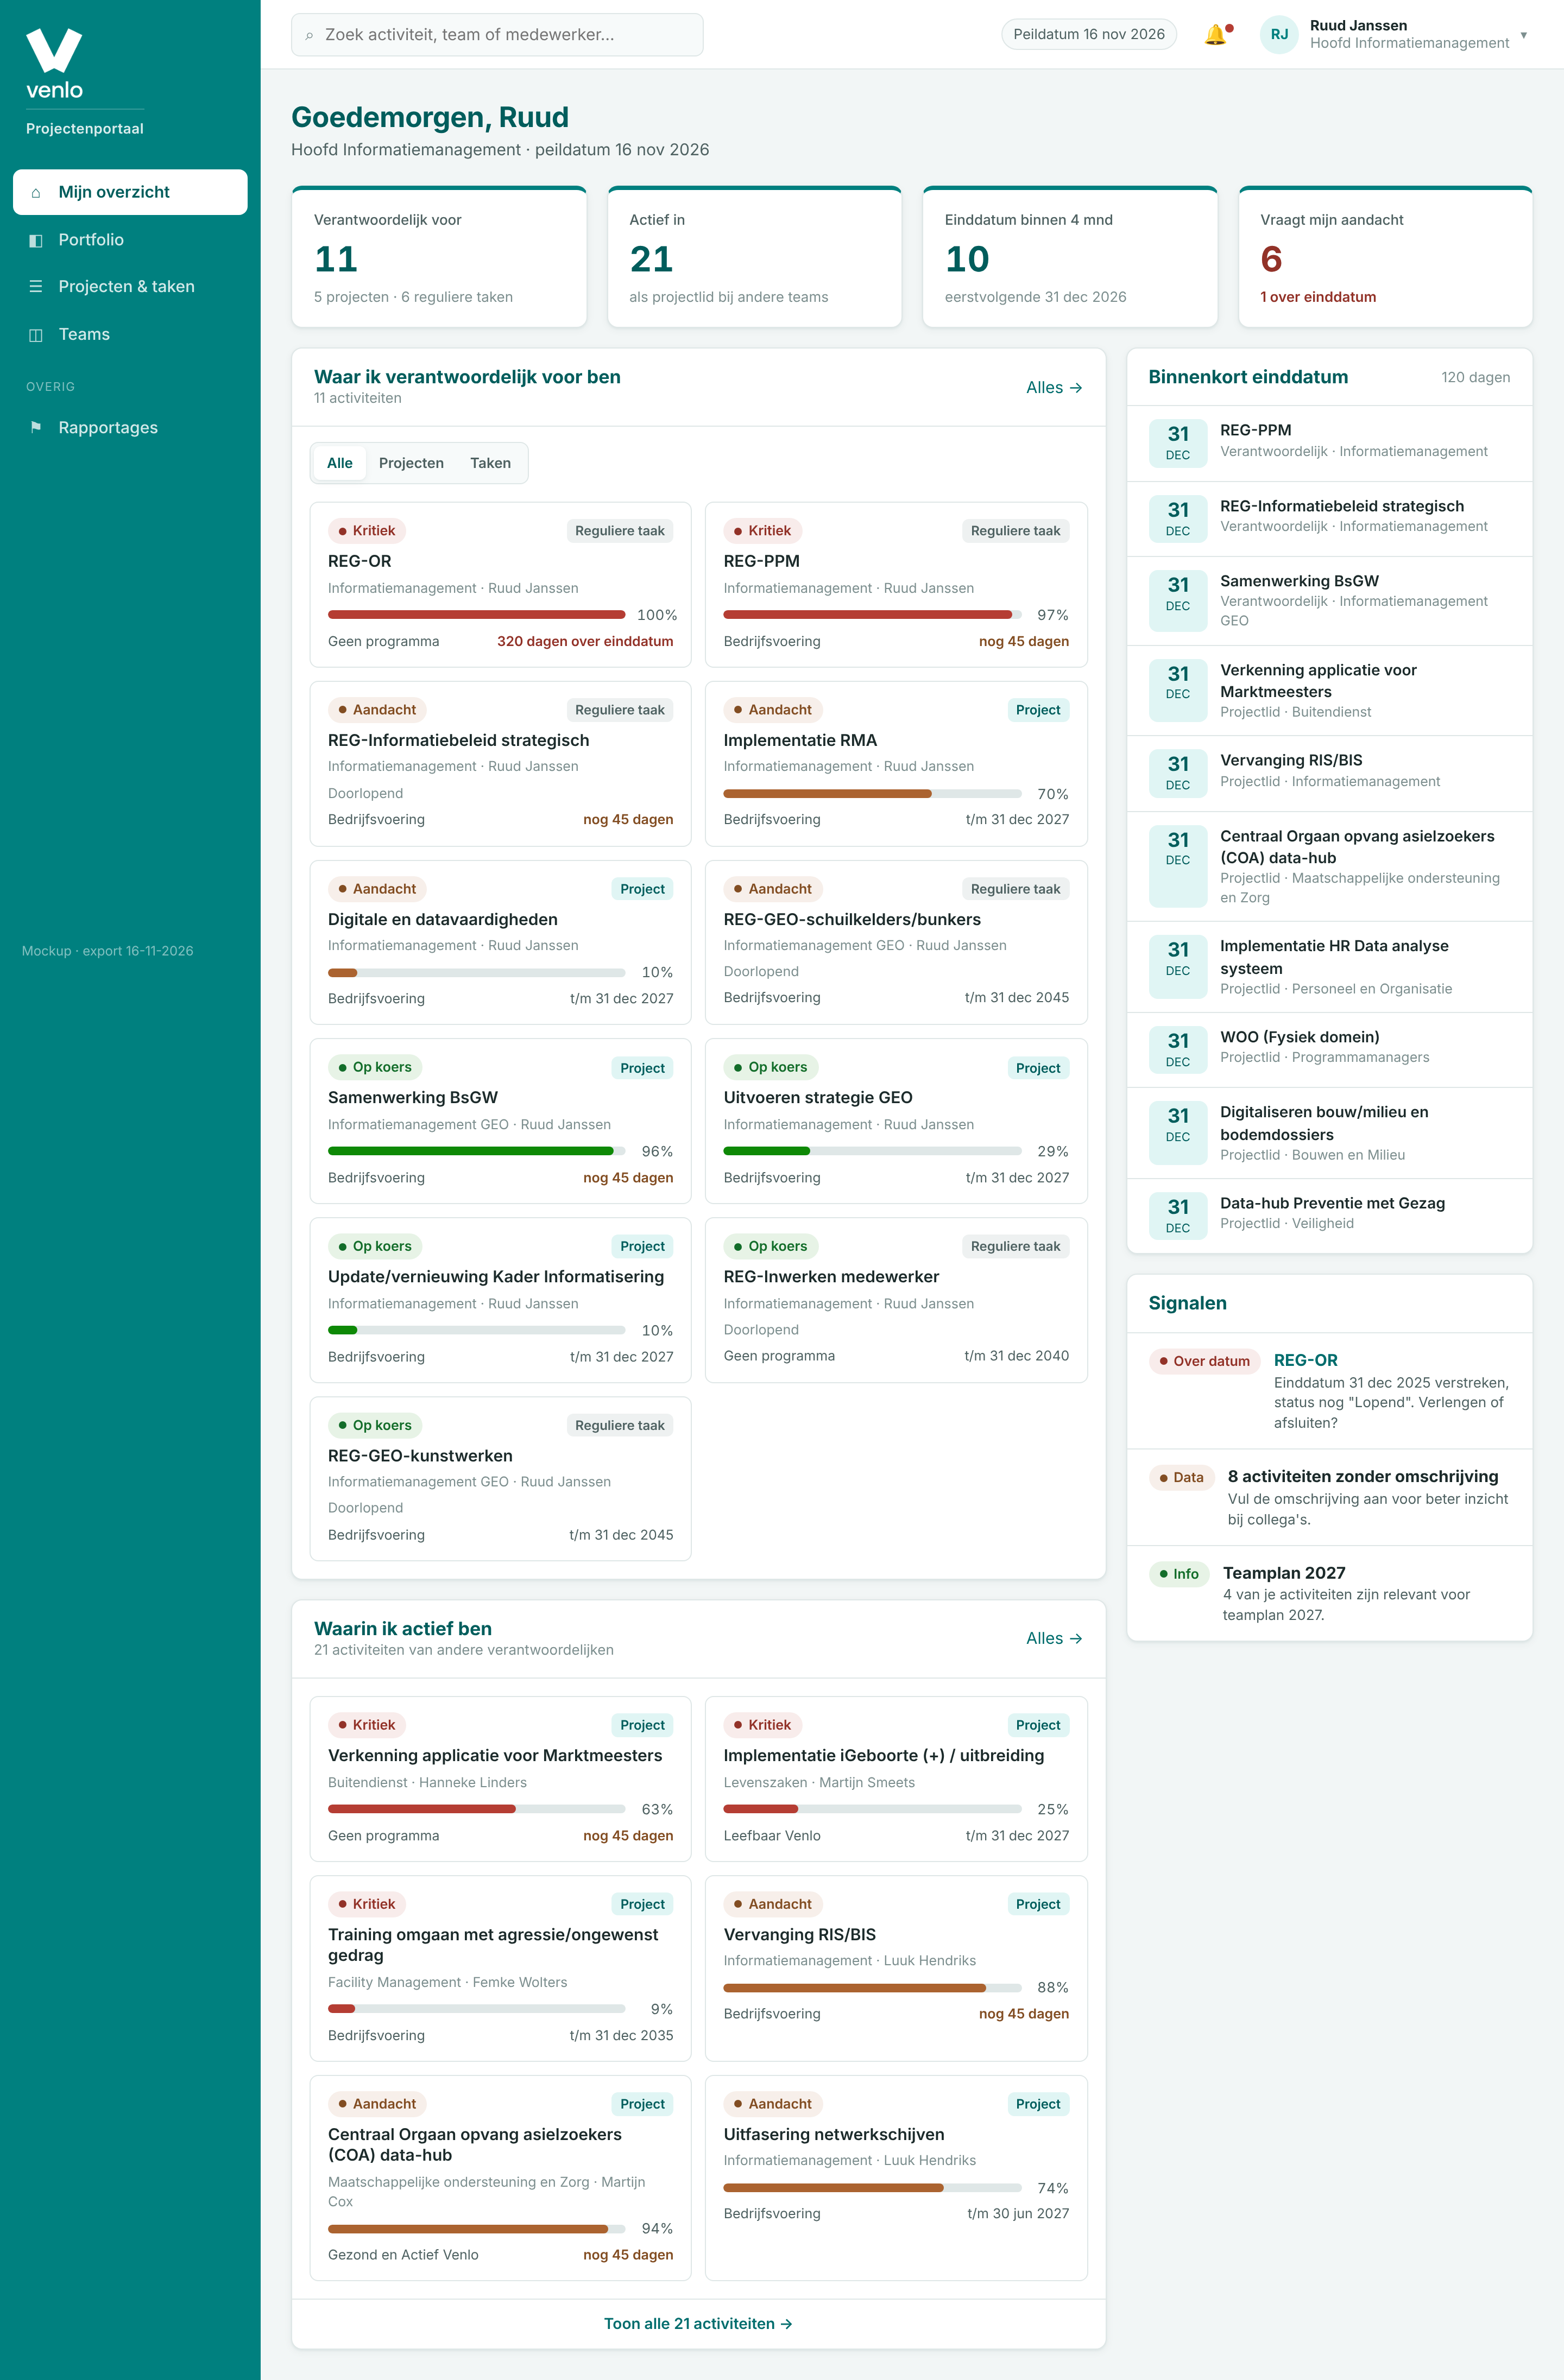 venlo
Projectenportaal
Mijn overzicht
Portfolio
Projecten & taken
Teams
OVERIG
Rapportages
Mockup · export 16-11-2026
Zoek activiteit, team of medewerker...
Peildatum 16 nov 2026
RJ
Ruud Janssen
Hoofd Informatiemanagement
Goedemorgen, Ruud
Hoofd Informatiemanagement · peildatum 16 nov 2026
Verantwoordelijk voor
11
5 projecten · 6 reguliere taken
Actief in
21
als projectlid bij andere teams
Einddatum binnen 4 mnd
10
eerstvolgende 31 dec 2026
Vraagt mijn aandacht
6
1 over einddatum
Waar ik verantwoordelijk voor ben
11 activiteiten
Alles →
Alle Projecten Taken
Kritiek Reguliere taak
REG-OR
Informatiemanagement · Ruud Janssen
100%
Geen programma 320 dagen over einddatum
Kritiek Reguliere taak
REG-PPM
Informatiemanagement · Ruud Janssen
97%
Bedrijfsvoering nog 45 dagen
Aandacht Reguliere taak
REG-Informatiebeleid strategisch
Informatiemanagement · Ruud Janssen
Doorlopend
Bedrijfsvoering nog 45 dagen
Aandacht Project
Implementatie RMA
Informatiemanagement · Ruud Janssen
70%
Bedrijfsvoering t/m 31 dec 2027
Aandacht Project
Digitale en datavaardigheden
Informatiemanagement · Ruud Janssen
10%
Bedrijfsvoering t/m 31 dec 2027
Aandacht Reguliere taak
REG-GEO-schuilkelders/bunkers
Informatiemanagement GEO · Ruud Janssen
Doorlopend
Bedrijfsvoering t/m 31 dec 2045
Op koers Project
Samenwerking BsGW
Informatiemanagement GEO · Ruud Janssen
96%
Bedrijfsvoering nog 45 dagen
Op koers Project
Uitvoeren strategie GEO
Informatiemanagement · Ruud Janssen
29%
Bedrijfsvoering t/m 31 dec 2027
Op koers Project
Update/vernieuwing Kader Informatisering
Informatiemanagement · Ruud Janssen
10%
Bedrijfsvoering t/m 31 dec 2027
Op koers Reguliere taak
REG-Inwerken medewerker
Informatiemanagement · Ruud Janssen
Doorlopend
Geen programma t/m 31 dec 2040
Op koers Reguliere taak
REG-GEO-kunstwerken
Informatiemanagement GEO · Ruud Janssen
Doorlopend
Bedrijfsvoering t/m 31 dec 2045
Waarin ik actief ben
21 activiteiten van andere verantwoordelijken
Alles →
Kritiek Project
Verkenning applicatie voor Marktmeesters
Buitendienst · Hanneke Linders
63%
Geen programma nog 45 dagen
Kritiek Project
Implementatie iGeboorte (+) / uitbreiding
Levenszaken · Martijn Smeets
25%
Leefbaar Venlo t/m 31 dec 2027
Kritiek Project
Training omgaan met agressie/ongewenst
gedrag
Facility Management · Femke Wolters
9%
Bedrijfsvoering t/m 31 dec 2035
Aandacht Project
Vervanging RIS/BIS
Informatiemanagement · Luuk Hendriks
88%
Bedrijfsvoering nog 45 dagen
Aandacht Project
Centraal Orgaan opvang asielzoekers
(COA) data-hub
Maatschappelijke ondersteuning en Zorg · Martijn
Cox
94%
Gezond en Actief Venlo nog 45 dagen
Aandacht Project
Uitfasering netwerkschijven
Informatiemanagement · Luuk Hendriks
74%
Bedrijfsvoering t/m 30 jun 2027
Toon alle 21 activiteiten →
Binnenkort einddatum 120 dagen
31 DEC
REG-PPM
Verantwoordelijk · Informatiemanagement
31 DEC
REG-Informatiebeleid strategisch
Verantwoordelijk · Informatiemanagement
31 DEC
Samenwerking BsGW
Verantwoordelijk · Informatiemanagement
GEO
31 DEC
Verkenning applicatie voor
Marktmeesters
Projectlid · Buitendienst
31 DEC
Vervanging RIS/BIS
Projectlid · Informatiemanagement
31 DEC
Centraal Orgaan opvang asielzoekers
(COA) data-hub
Projectlid · Maatschappelijke ondersteuning
en Zorg
31 DEC
Implementatie HR Data analyse
systeem
Projectlid · Personeel en Organisatie
31 DEC
WOO (Fysiek domein)
Projectlid · Programmamanagers
31 DEC
Digitaliseren bouw/milieu en
bodemdossiers
Projectlid · Bouwen en Milieu
31 DEC
Data-hub Preventie met Gezag
Projectlid · Veiligheid
Signalen
Over datum
REG-OR
Einddatum 31 dec 2025 verstreken,
status nog "Lopend". Verlengen of
afsluiten?
Data
8 activiteiten zonder omschrijving
Vul de omschrijving aan voor beter inzicht
bij collega's.
Info
Teamplan 2027
4 van je activiteiten zijn relevant voor
teamplan 2027.